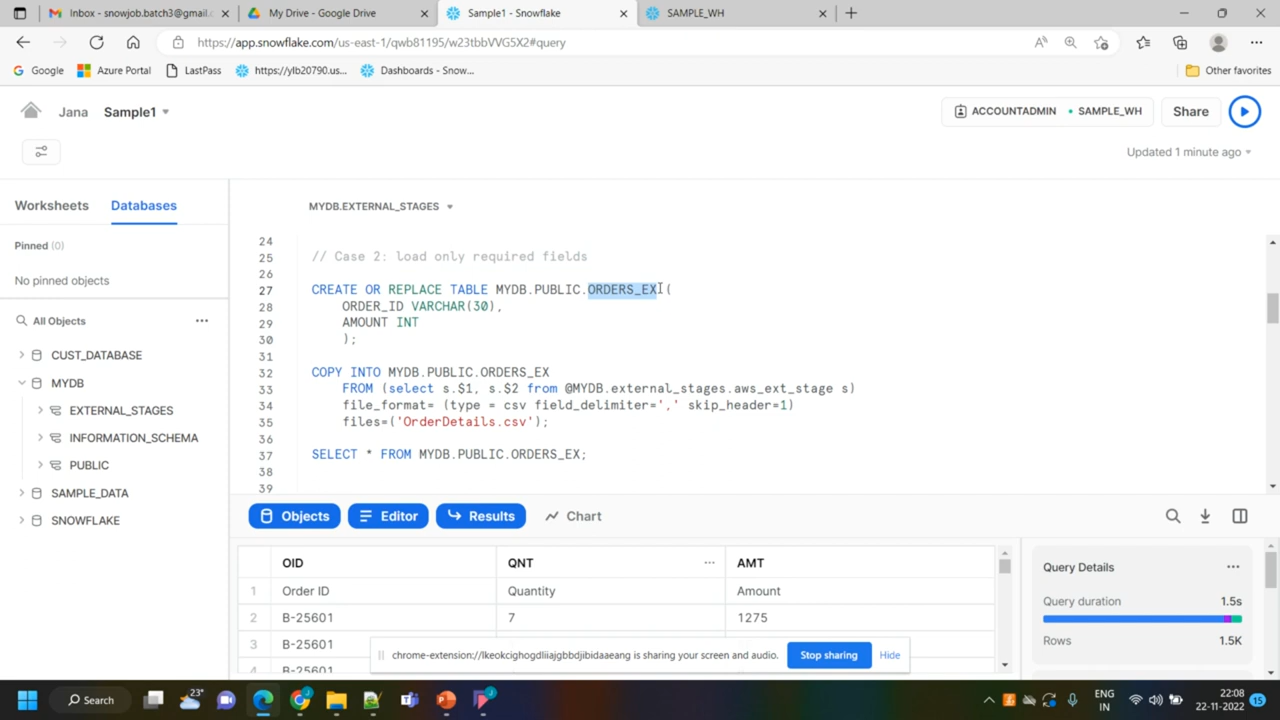 Inbox - snowjob.batch3@gmail.c
My Drive - Google Drive
Sample1 - Snowflake
SAMPLE_WH
https://app.snowflake.com/us-east-1/qwb81195/w23tbbVVG5X2#query
Google
Azure Portal
LastPass
https://ylb20790.us...
Dashboards - Snow...
Other favorites
Jana
Sample1
ACCOUNTADMIN
SAMPLE_WH
Share
Updated 1 minute ago
Worksheets
Databases
MYDB.EXTERNAL_STAGES
Pinned (0)
No pinned objects
All Objects
CUST_DATABASE
MYDB
EXTERNAL_STAGES
INFORMATION_SCHEMA
PUBLIC
SAMPLE_DATA
SNOWFLAKE
24
25 // Case 2: load only required fields
26
27 CREATE OR REPLACE TABLE MYDB.PUBLIC.ORDERS_EX(
28 ORDER_ID VARCHAR(30),
29 AMOUNT INT
30 );
31
32 COPY INTO MYDB.PUBLIC.ORDERS_EX
33 FROM (select s.$1, s.$2 from @MYDB.external_stages.aws_ext_stage s)
34 file_format= (type = csv field_delimiter=',' skip_header=1)
35 files=('OrderDetails.csv');
36
37 SELECT * FROM MYDB.PUBLIC.ORDERS_EX;
38
39
Objects
Editor
Results
Chart
OID QNT ... AMT
1 Order ID Quantity Amount
2 B-25601 7 1275
3 B-25601
4 B-25601
Query Details
Query duration 1.5s
Rows 1.5K
chrome-extension://lkeokcighogdliiajgbbdjibidaaeang is sharing your screen and audio.
Stop sharing
Hide
23°
Search
ENG
IN
22:08
22-11-2022
15